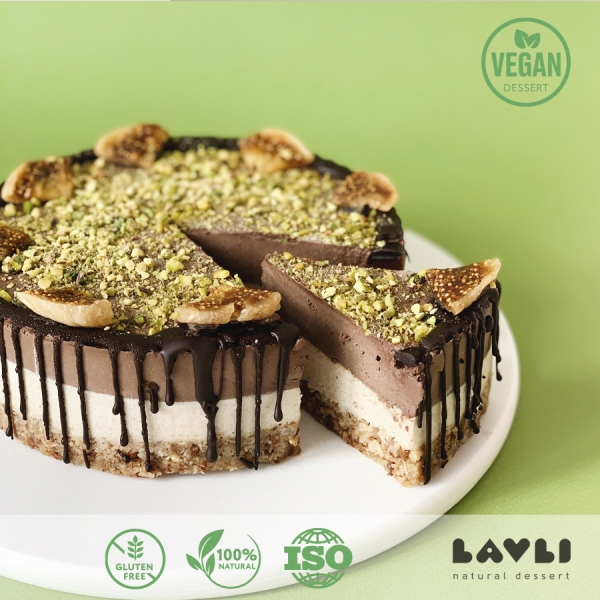 VEGAN
DESSERT
GLUTEN
FREE
100%
NATURAL
ISO
LAVLI
natural dessert